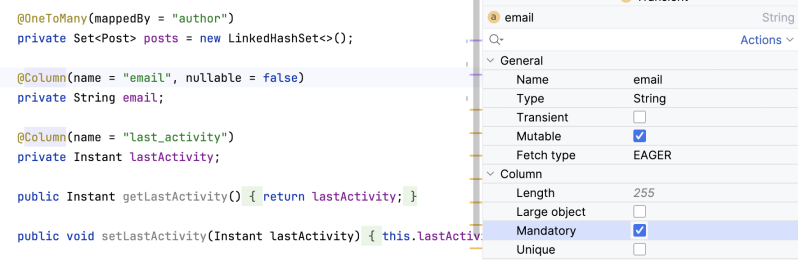 @OneToMany(mappedBy = "author")
private Set<Post> posts = new LinkedHashSet<>();
@Column(name = "email", nullable = false)
private String email;
@Column(name = "last_activity")
private Instant lastActivity;
public Instant getLastActivity() { return lastActivity; }
public void setLastActivity(Instant lastActivity) { this.lastActiv
a email String
Actions
General
Name email
Type String
Transient
Mutable
Fetch type EAGER
Column
Length 255
Large object
Mandatory
Unique